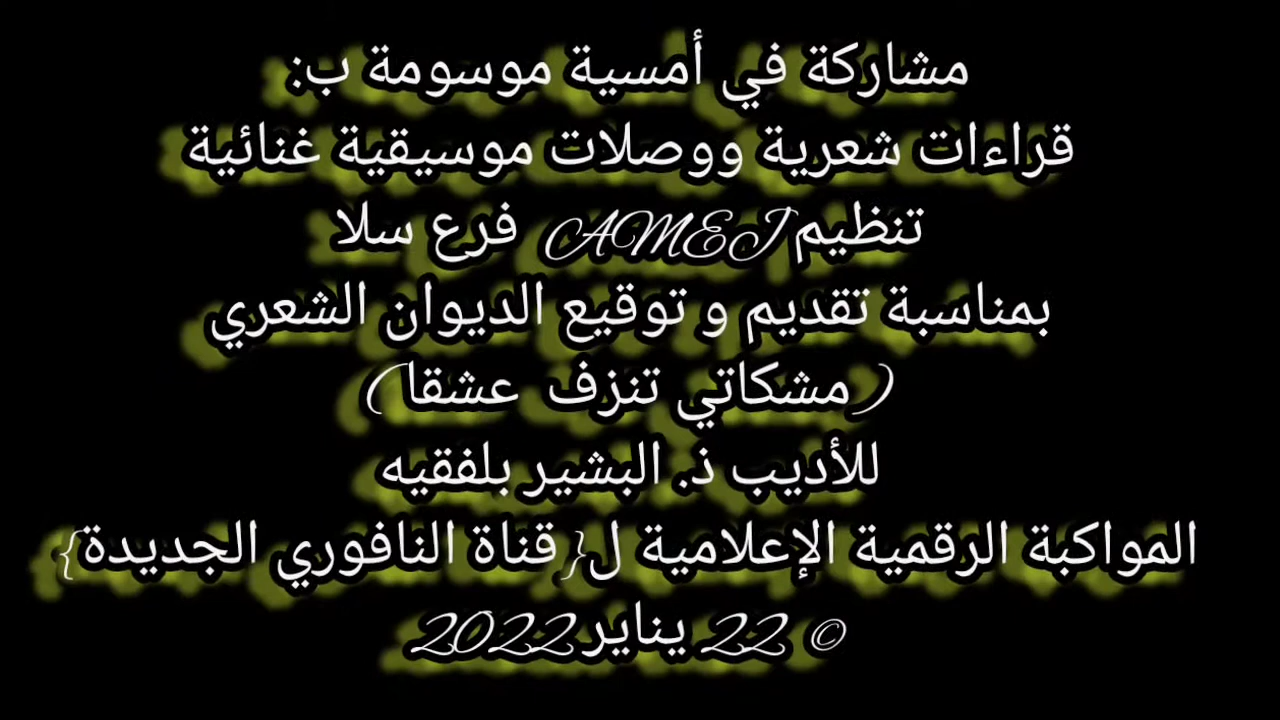 مشاركة في أمسية موسومة ب:
قراءات شعرية ووصلات موسيقية غنائية
تنظيم AMEJ فرع سلا
بمناسبة تقديم و توقيع الديوان الشعري
( مشكاتي تنزف عشقا )
للأديب ذ. البشير بلفقيه
المواكبة الرقمية الإعلامية ل{ قناة النافوري الجديدة}
© 22 يناير 2022